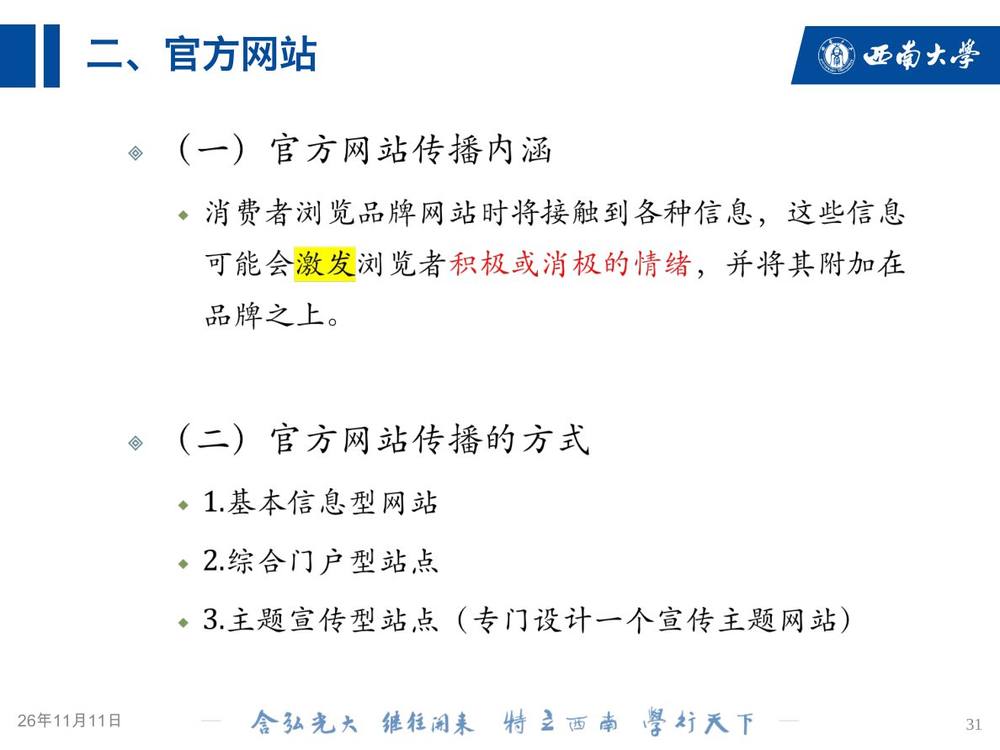 二、官方网站
西南大學
（一）官方网站传播内涵
消费者浏览品牌网站时将接触到各种信息，这些信息
可能会激发浏览者积极或消极的情绪，并将其附加在
品牌之上。
（二）官方网站传播的方式
1.基本信息型网站
2.综合门户型站点
3.主题宣传型站点（专门设计一个宣传主题网站）
26年11月11日
含弘光大 继往开来 特立西南 學行天下
31